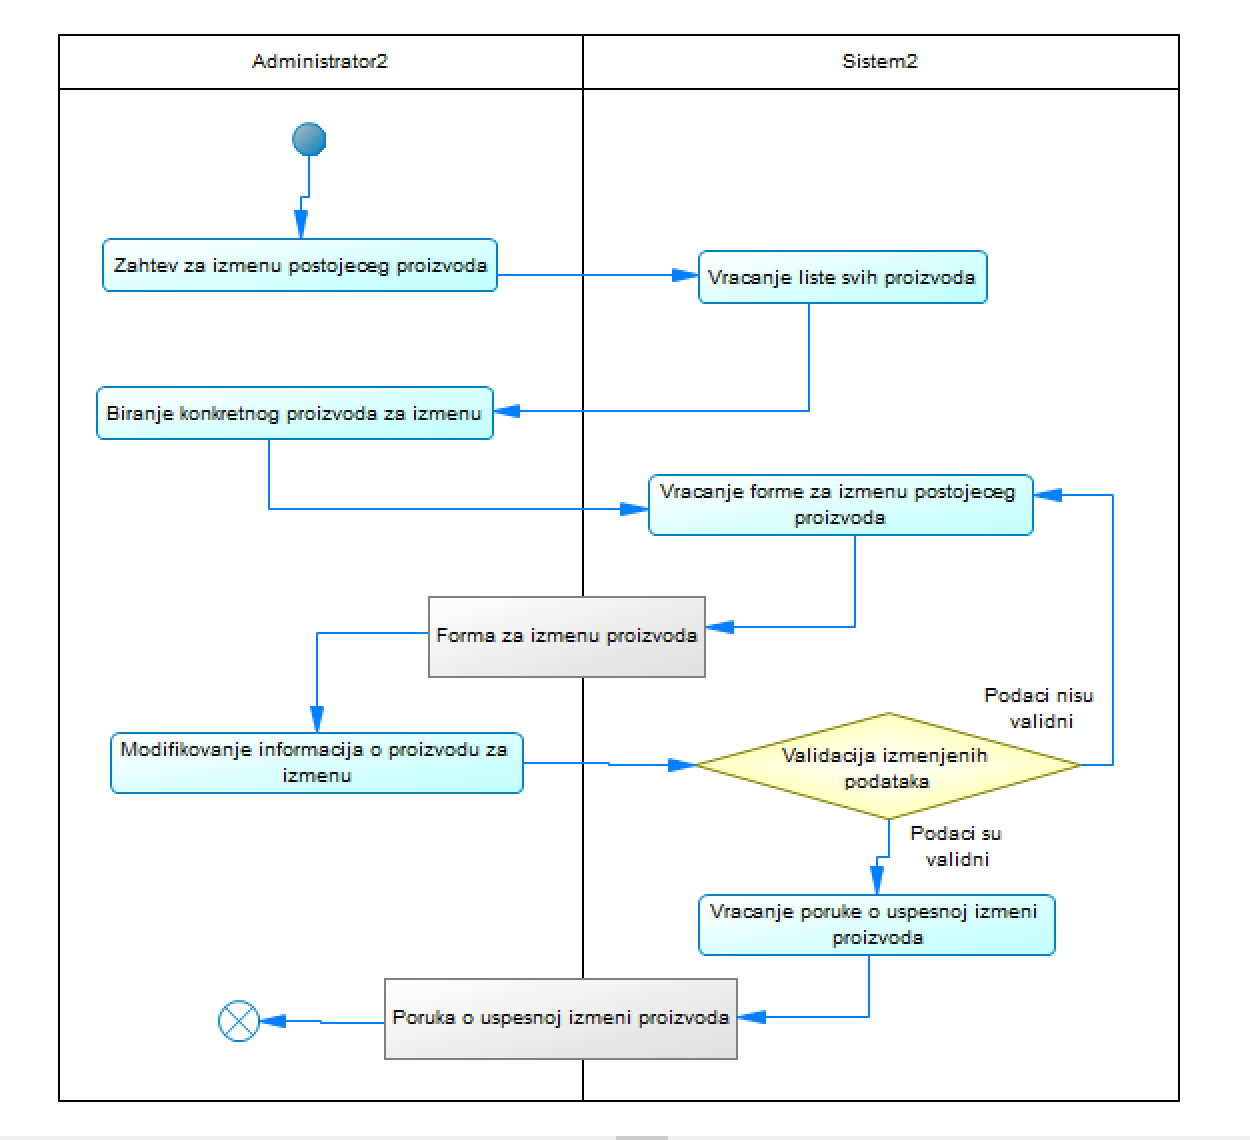 Administrator2
Sistem2
Zahtev za izmenu postojeceg proizvoda
Vracanje liste svih proizvoda
Biranje konkretnog proizvoda za izmenu
Vracanje forme za izmenu postojeceg
proizvoda
Forma za izmenu proizvoda
Podaci nisu
validni
Modifikovanje informacija o proizvodu za
izmenu
Validacija izmenjenih
podataka
Podaci su
validni
Vracanje poruke o uspesnoj izmeni
proizvoda
Poruka o uspesnoj izmeni proizvoda